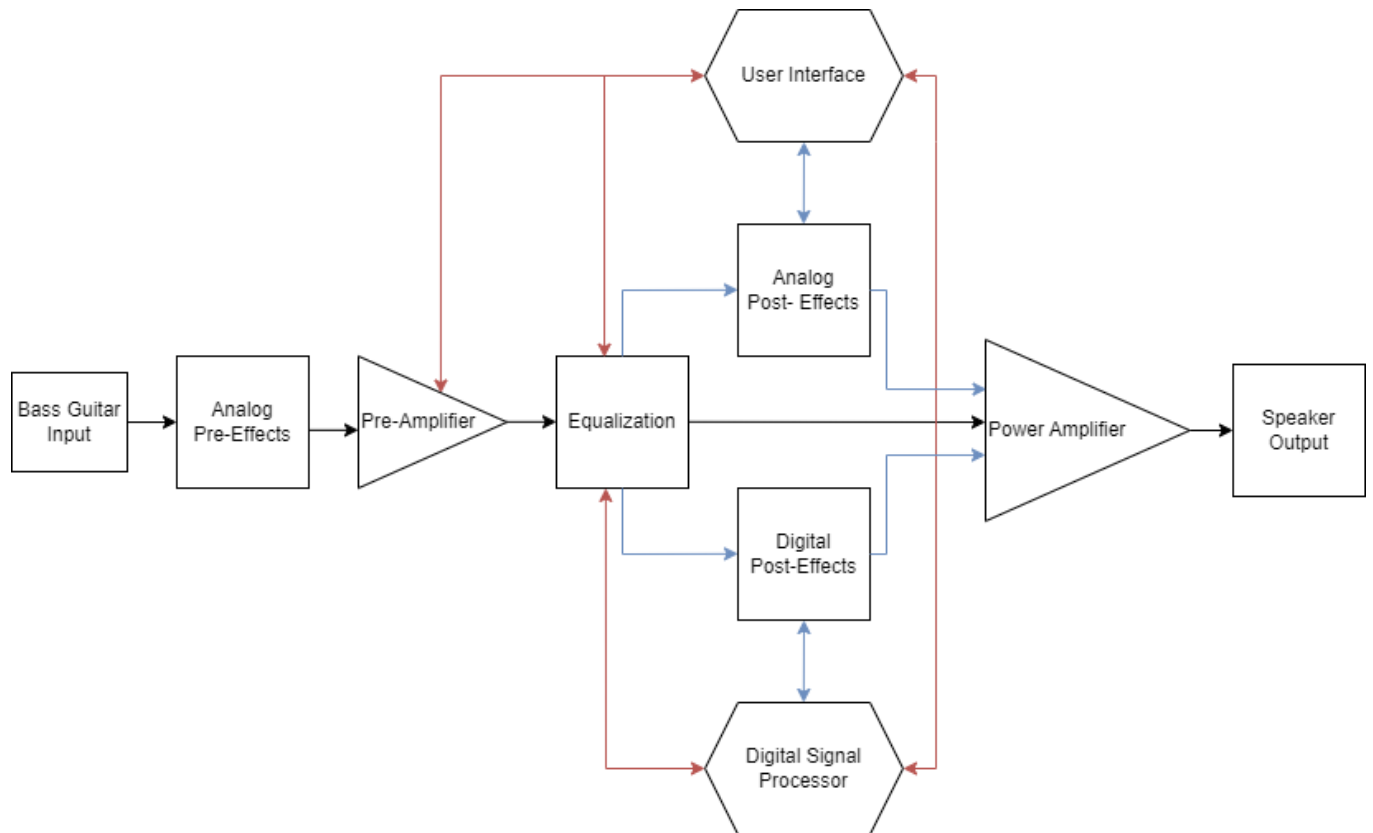 User Interface
Analog
Post- Effects
Bass Guitar
Input
Analog
Pre-Effects
Pre-Amplifier
Equalization
Power Amplifier
Speaker
Output
Digital
Post-Effects
Digital Signal
Processor